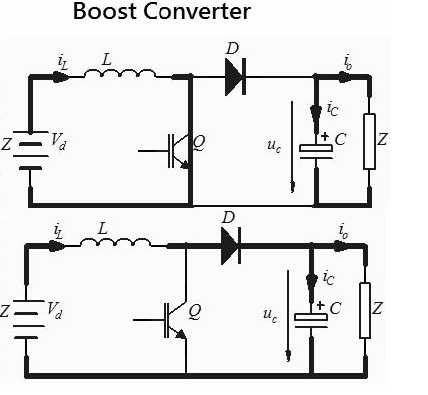 Boost Converter
i_L L D i_o
i_C
Z V_d Q u_c + C Z
i_L L D i_o
i_C
Z V_d Q u_c + C Z